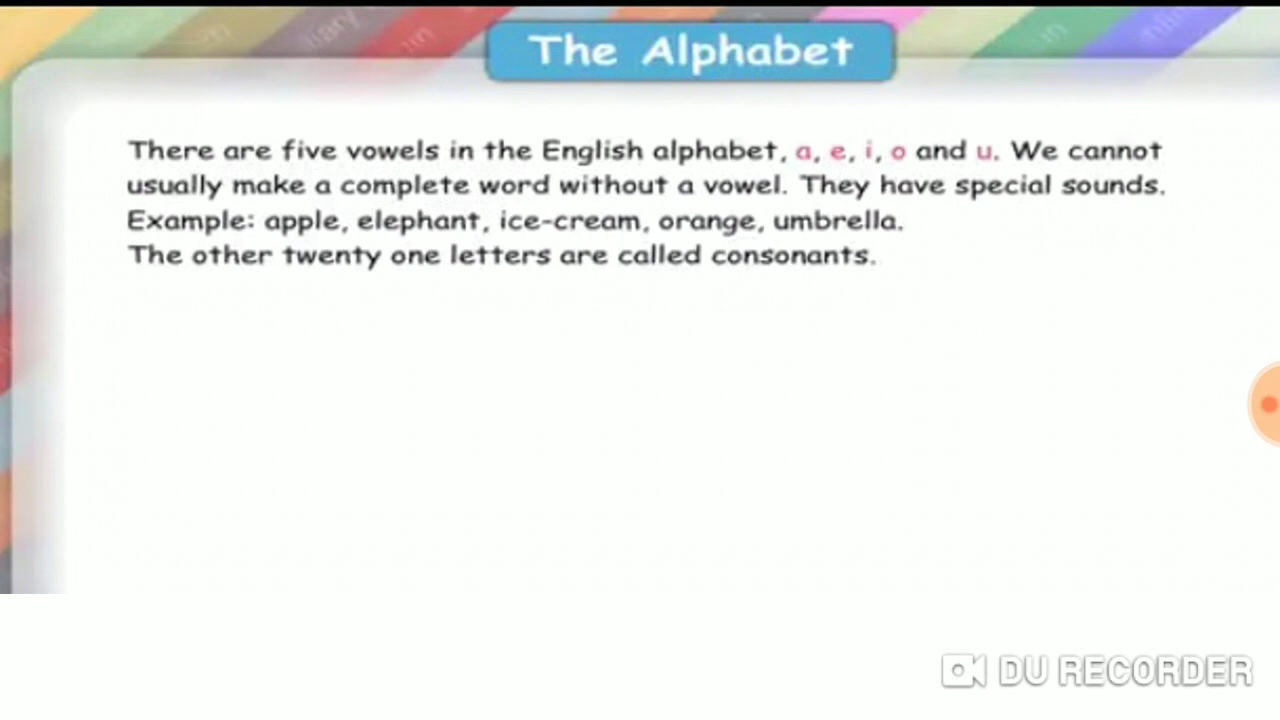 The Alphabet
There are five vowels in the English alphabet, a, e, i, o and u. We cannot
usually make a complete word without a vowel. They have special sounds.
Example: apple, elephant, ice-cream, orange, umbrella.
The other twenty one letters are called consonants.
DU RECORDER